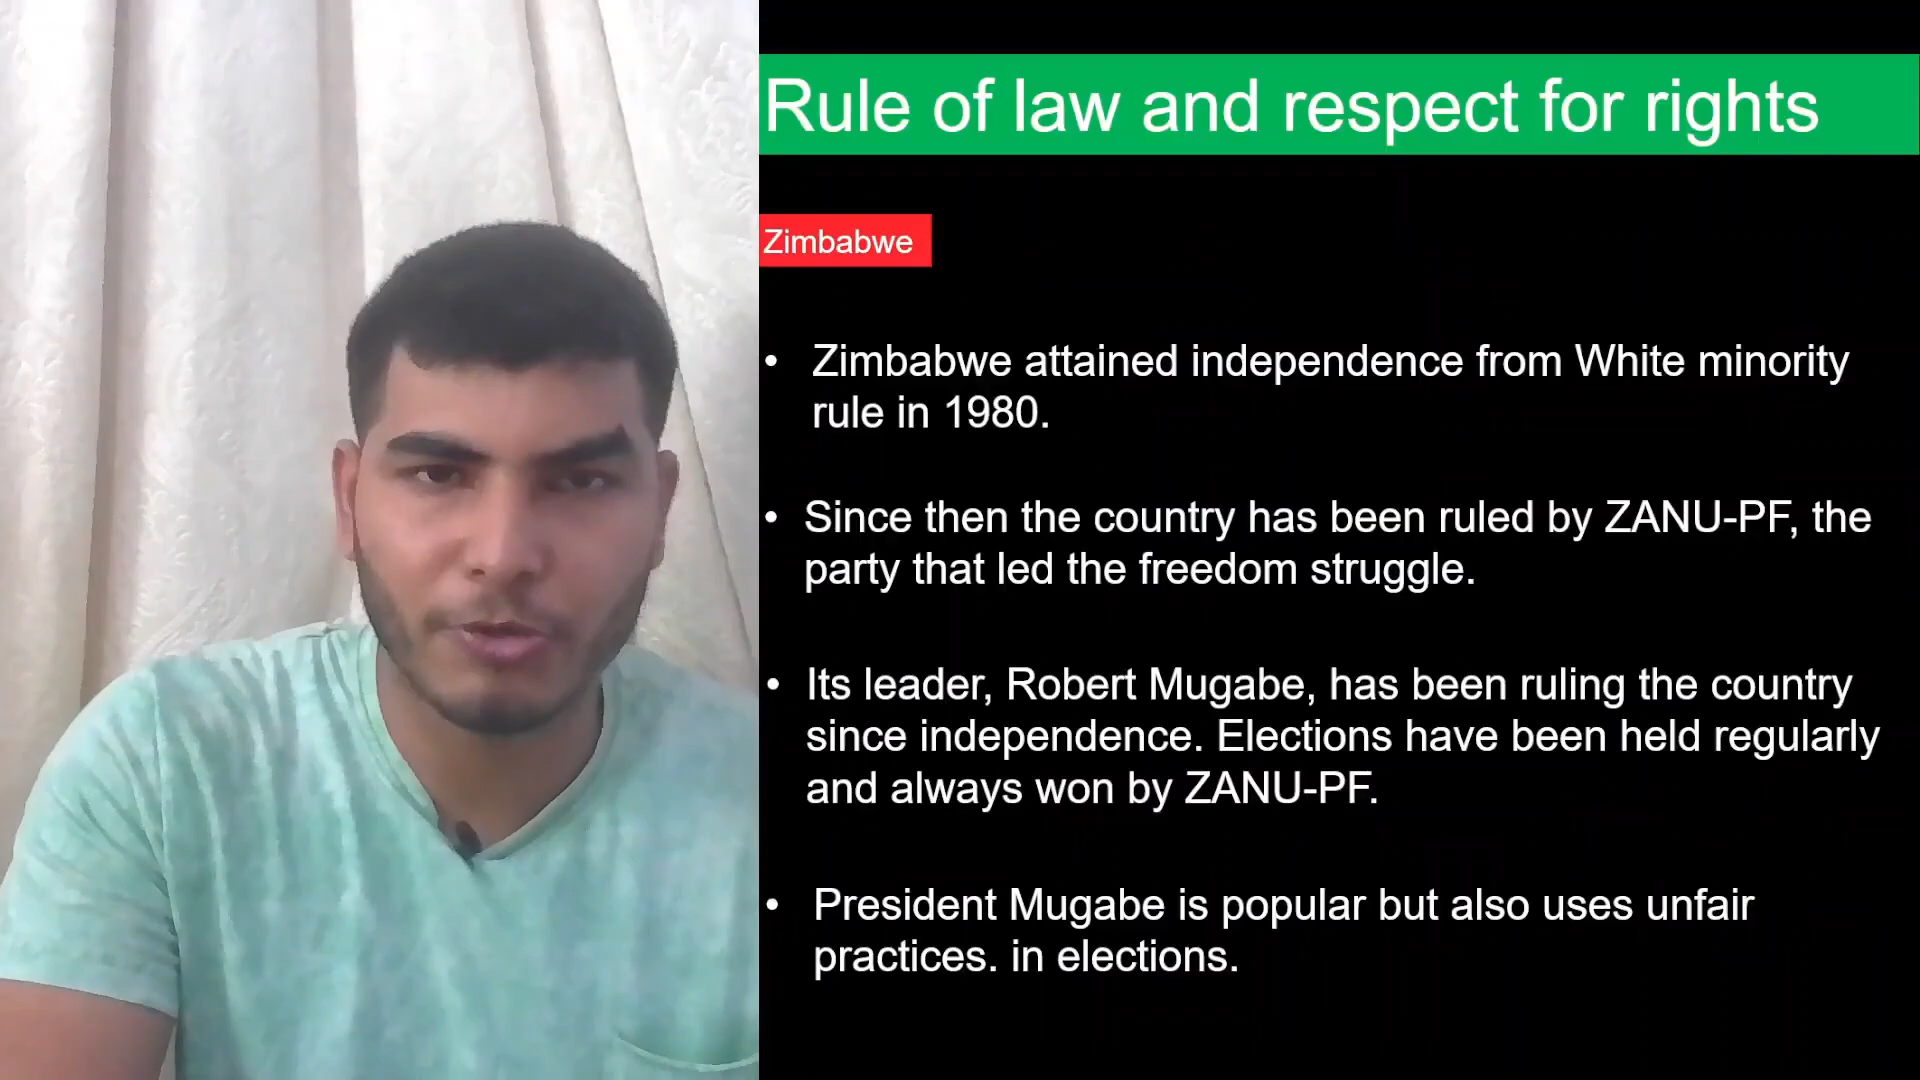 Rule of law and respect for rights
Zimbabwe
• Zimbabwe attained independence from White minority
rule in 1980.
• Since then the country has been ruled by ZANU-PF, the
party that led the freedom struggle.
• Its leader, Robert Mugabe, has been ruling the country
since independence. Elections have been held regularly
and always won by ZANU-PF.
• President Mugabe is popular but also uses unfair
practices. in elections.